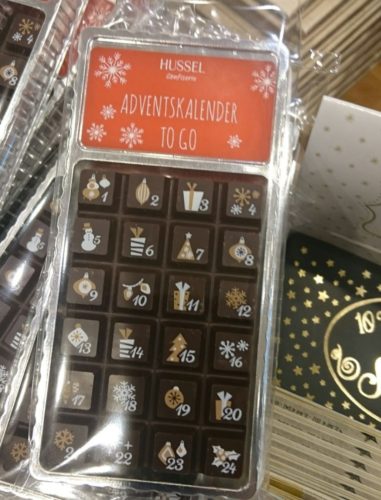 HUSSEL
Confiserie
ADVENTSKALENDER
TO GO
1 2 3 4
5 6 7 8
9 10 11 12
13 14 15 16
17 18 19 20
22 23 24
10